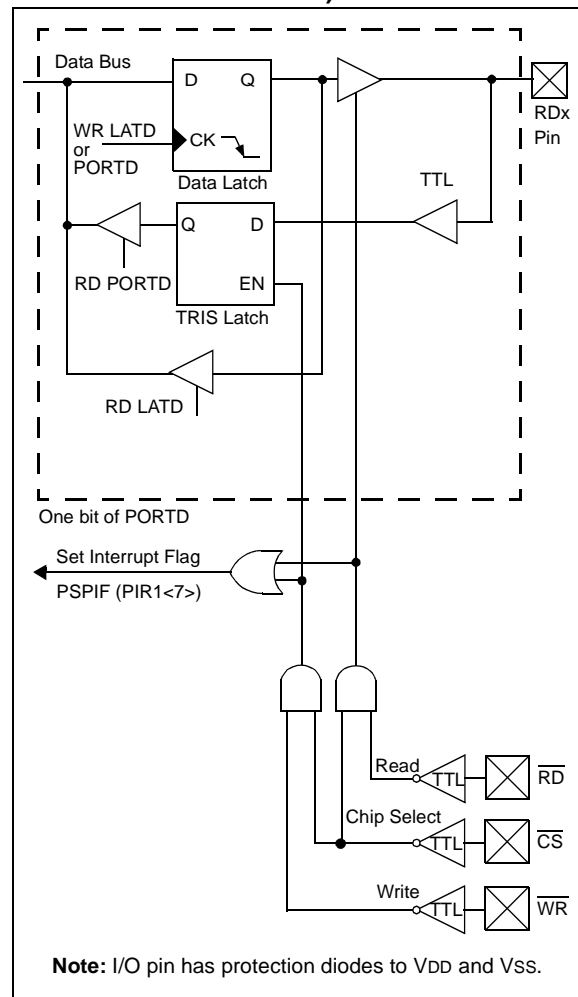 Data Bus
D Q
WR LATD
or
PORTD
CK
Data Latch
RDx
Pin
TTL
Q D
RD PORTD
EN
TRIS Latch
RD LATD
One bit of PORTD
Set Interrupt Flag
PSPIF (PIR1<7>)
Read
TTL
RD
Chip Select
TTL
CS
Write
TTL
WR
Note: I/O pin has protection diodes to VDD and VSS.